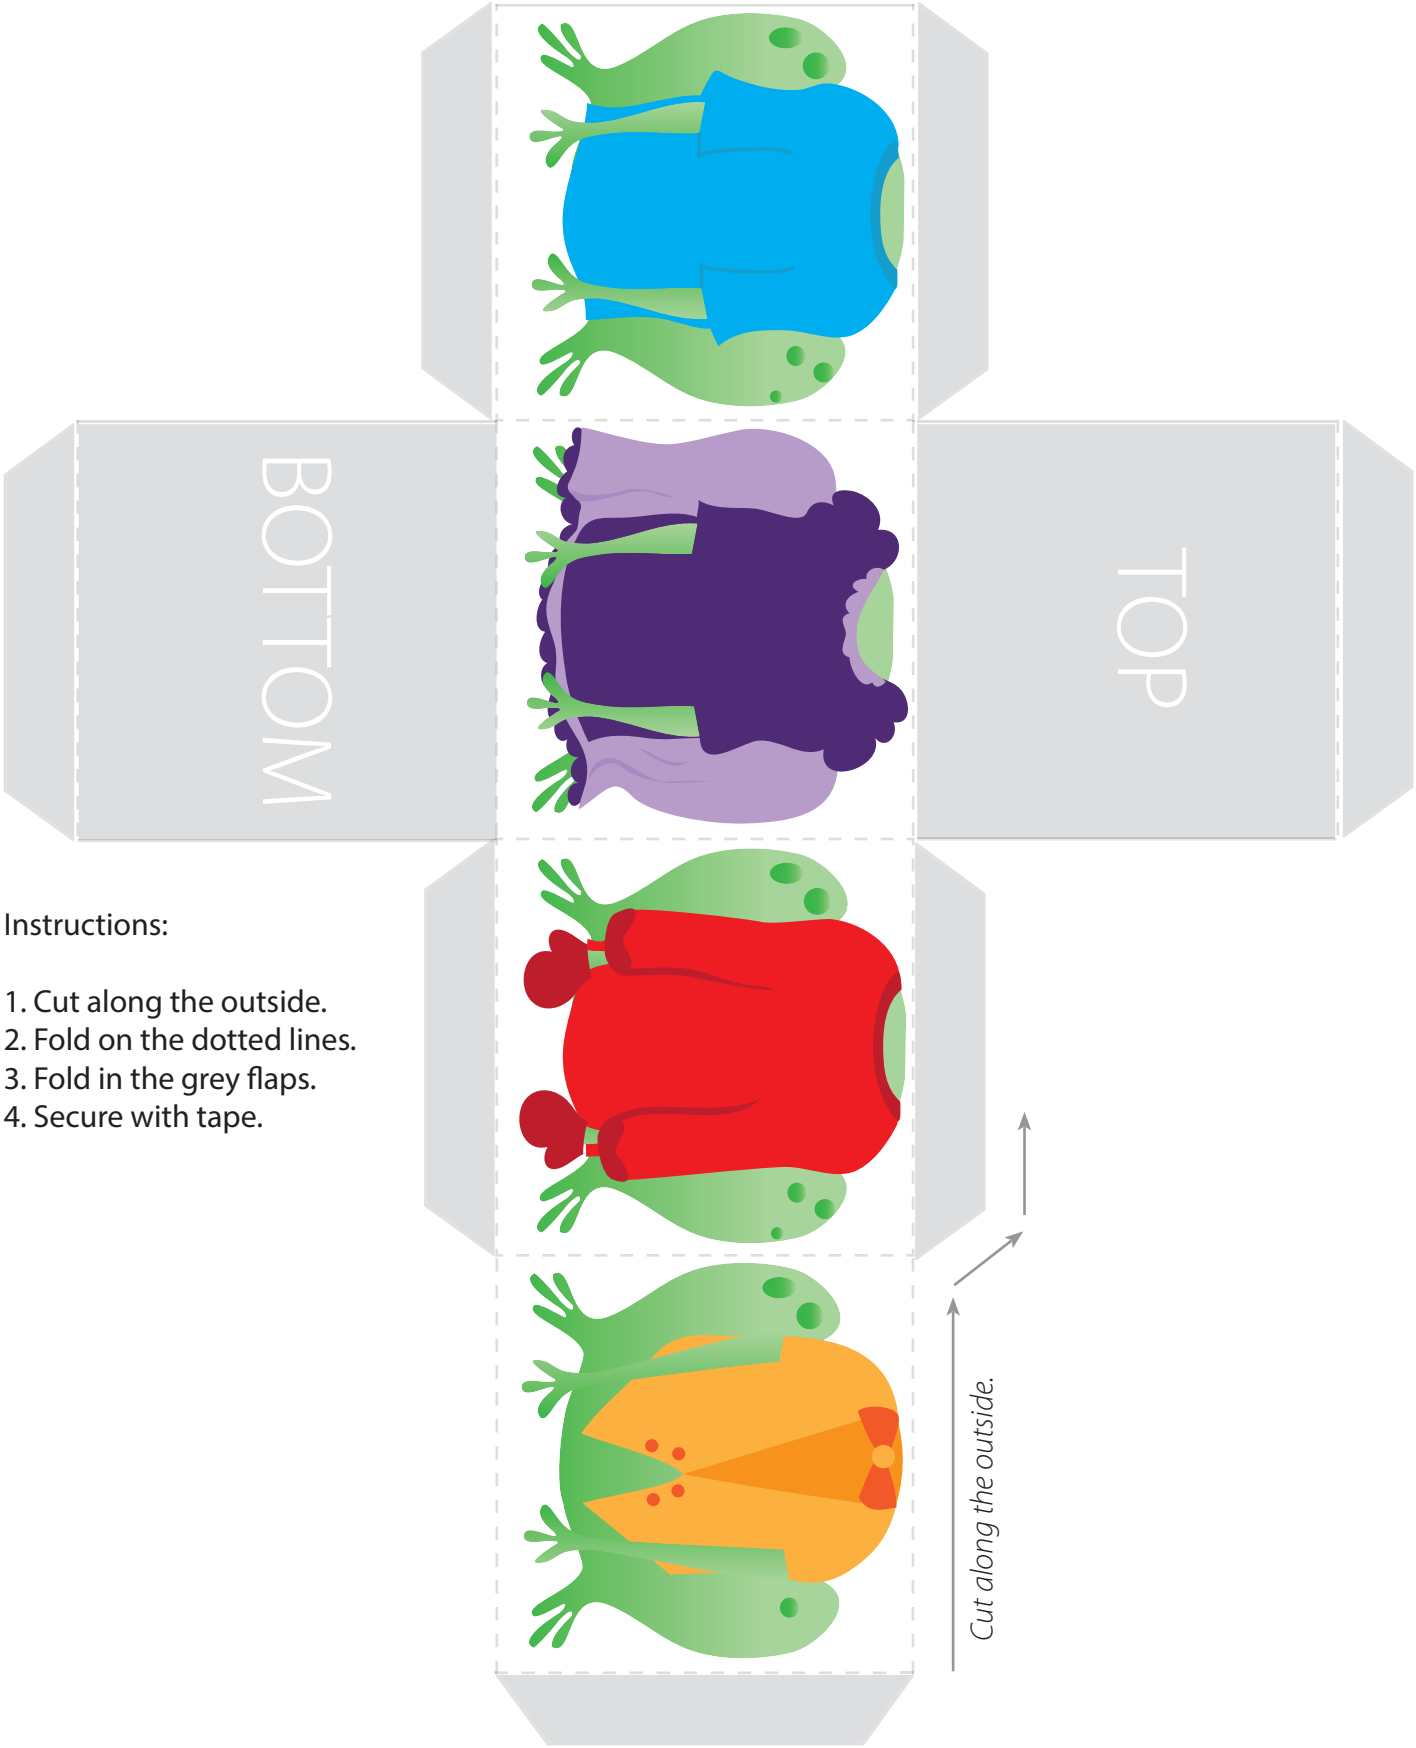 BOTTOM
TOP
Instructions:
1. Cut along the outside.
2. Fold on the dotted lines.
3. Fold in the grey flaps.
4. Secure with tape.
Cut along the outside.